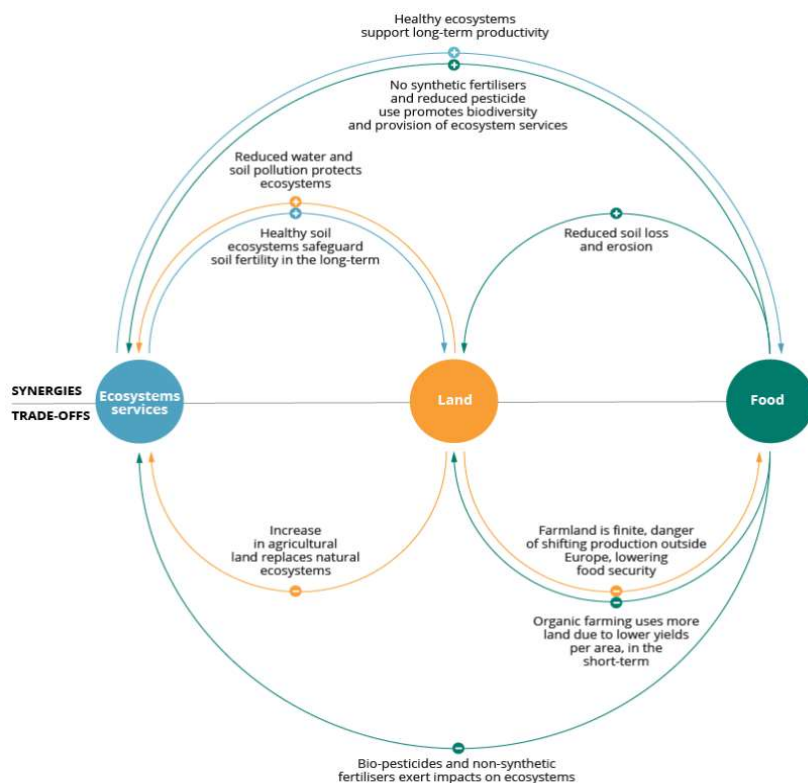 Healthy ecosystems
support long-term productivity
No synthetic fertilisers
and reduced pesticide
use promotes biodiversity
and provision of ecosystem services
Reduced water and
soil pollution protects
ecosystems
Healthy soil
ecosystems safeguard
soil fertility in the long-term
Reduced soil loss
and erosion
SYNERGIES
TRADE-OFFS
Ecosystems
services
Land
Food
Increase
in agricultural
land replaces natural
ecosystems
Farmland is finite, danger
of shifting production outside
Europe, lowering
food security
Organic farming uses more
land due to lower yields
per area, in the
short-term
Bio-pesticides and non-synthetic
fertilisers exert impacts on ecosystems